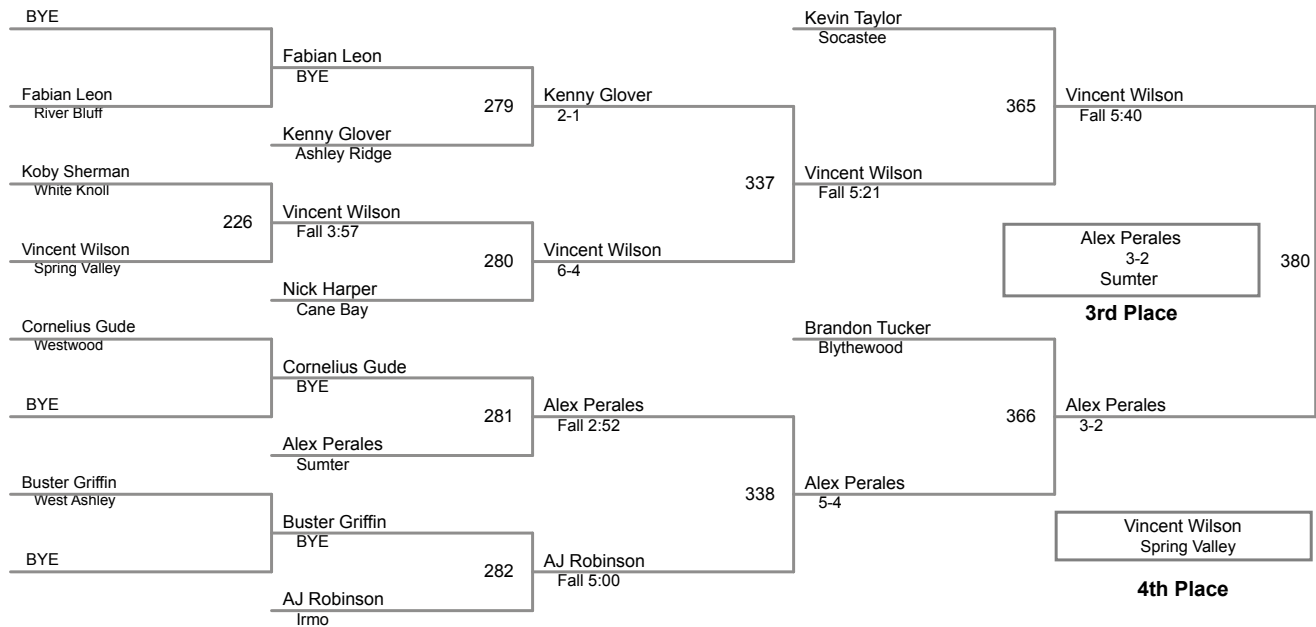 BYE
Fabian Leon
River Bluff
Koby Sherman
White Knoll
226
Vincent Wilson
Spring Valley
Cornelius Gude
Westwood
BYE
Buster Griffin
West Ashley
BYE
Fabian Leon
BYE
279
Kenny Glover
Ashley Ridge
Vincent Wilson
Fall 3:57
280
Nick Harper
Cane Bay
Cornelius Gude
BYE
281
Alex Perales
Sumter
Buster Griffin
BYE
282
AJ Robinson
Irmo
Kenny Glover
2-1
337
Vincent Wilson
6-4
Alex Perales
Fall 2:52
338
AJ Robinson
Fall 5:00
Kevin Taylor
Socastee
365
Vincent Wilson
Fall 5:21
Brandon Tucker
Blythewood
366
Alex Perales
5-4
Vincent Wilson
Fall 5:40
380
Alex Perales
3-2
Alex Perales
3-2
Sumter
3rd Place
Vincent Wilson
Spring Valley
4th Place